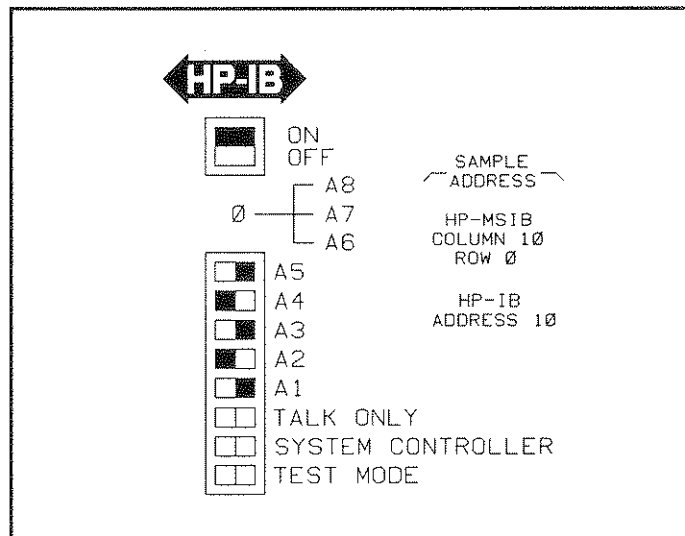 HP-IB
ON
OFF
A8
Ø
A7
A6
A5
A4
A3
A2
A1
TALK ONLY
SYSTEM CONTROLLER
TEST MODE
SAMPLE
ADDRESS
HP-MSIB
COLUMN 1Ø
ROW Ø
HP-IB
ADDRESS 1Ø